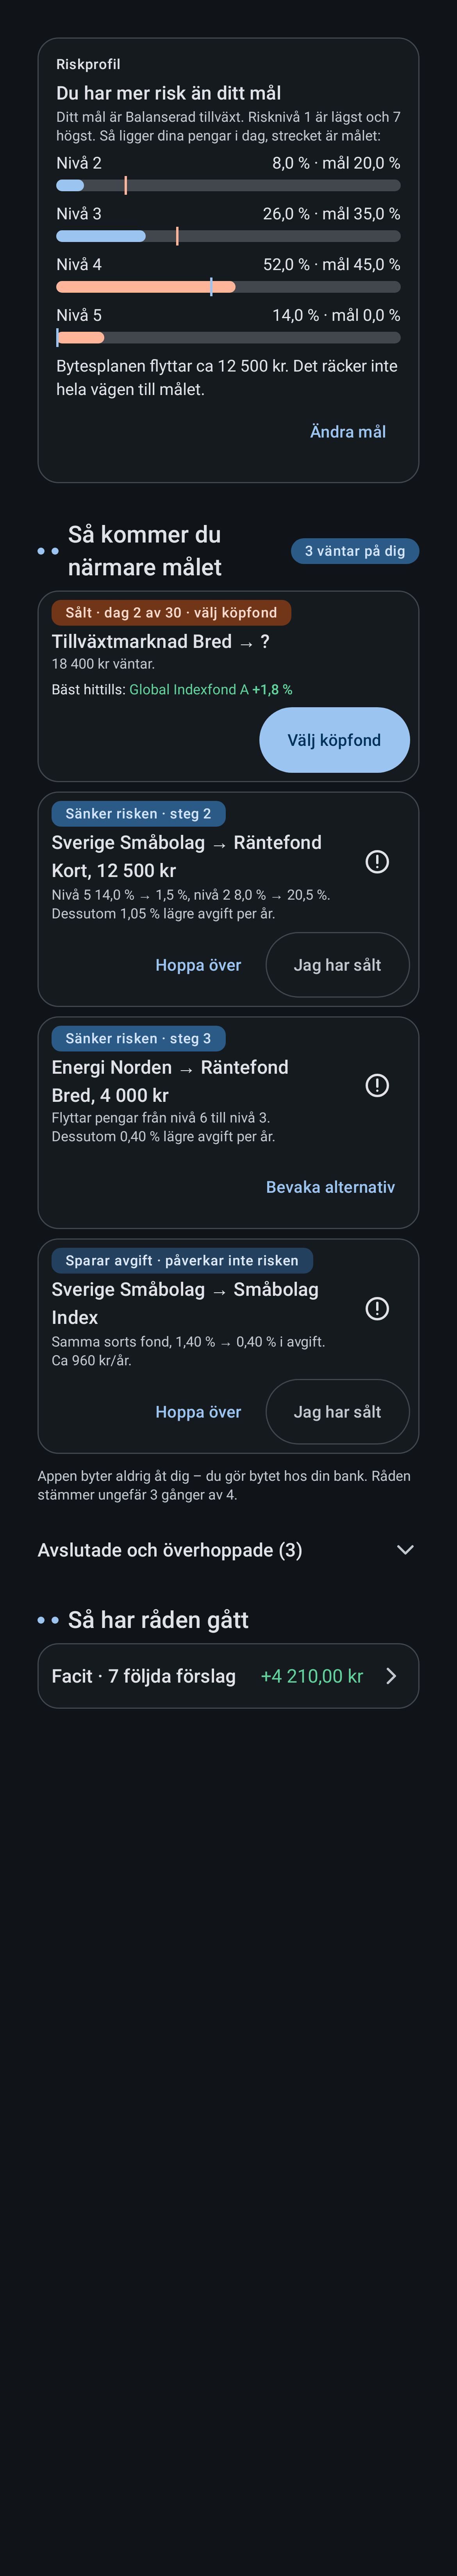 Riskprofil
Du har mer risk än ditt mål
Ditt mål är Balanserad tillväxt. Risknivå 1 är lägst och 7
högst. Så ligger dina pengar i dag, strecket är målet:
Nivå 2 8,0 % · mål 20,0 %
Nivå 3 26,0 % · mål 35,0 %
Nivå 4 52,0 % · mål 45,0 %
Nivå 5 14,0 % · mål 0,0 %
Bytesplanen flyttar ca 12 500 kr. Det räcker inte
hela vägen till målet.
Ändra mål
Så kommer du
närmare målet
3 väntar på dig
Sålt · dag 2 av 30 · välj köpfond
Tillväxtmarknad Bred → ?
18 400 kr väntar.
Bäst hittills: Global Indexfond A +1,8 %
Välj köpfond
Sänker risken · steg 2
Sverige Småbolag → Räntefond
Kort, 12 500 kr
Nivå 5 14,0 % → 1,5 %, nivå 2 8,0 % → 20,5 %.
Dessutom 1,05 % lägre avgift per år.
Hoppa över Jag har sålt
Sänker risken · steg 3
Energi Norden → Räntefond
Bred, 4 000 kr
Flyttar pengar från nivå 6 till nivå 3.
Dessutom 0,40 % lägre avgift per år.
Bevaka alternativ
Sparar avgift · påverkar inte risken
Sverige Småbolag → Småbolag
Index
Samma sorts fond, 1,40 % → 0,40 % i avgift.
Ca 960 kr/år.
Hoppa över Jag har sålt
Appen byter aldrig åt dig – du gör bytet hos din bank. Råden
stämmer ungefär 3 gånger av 4.
Avslutade och överhoppade (3)
Så har råden gått
Facit · 7 följda förslag +4 210,00 kr